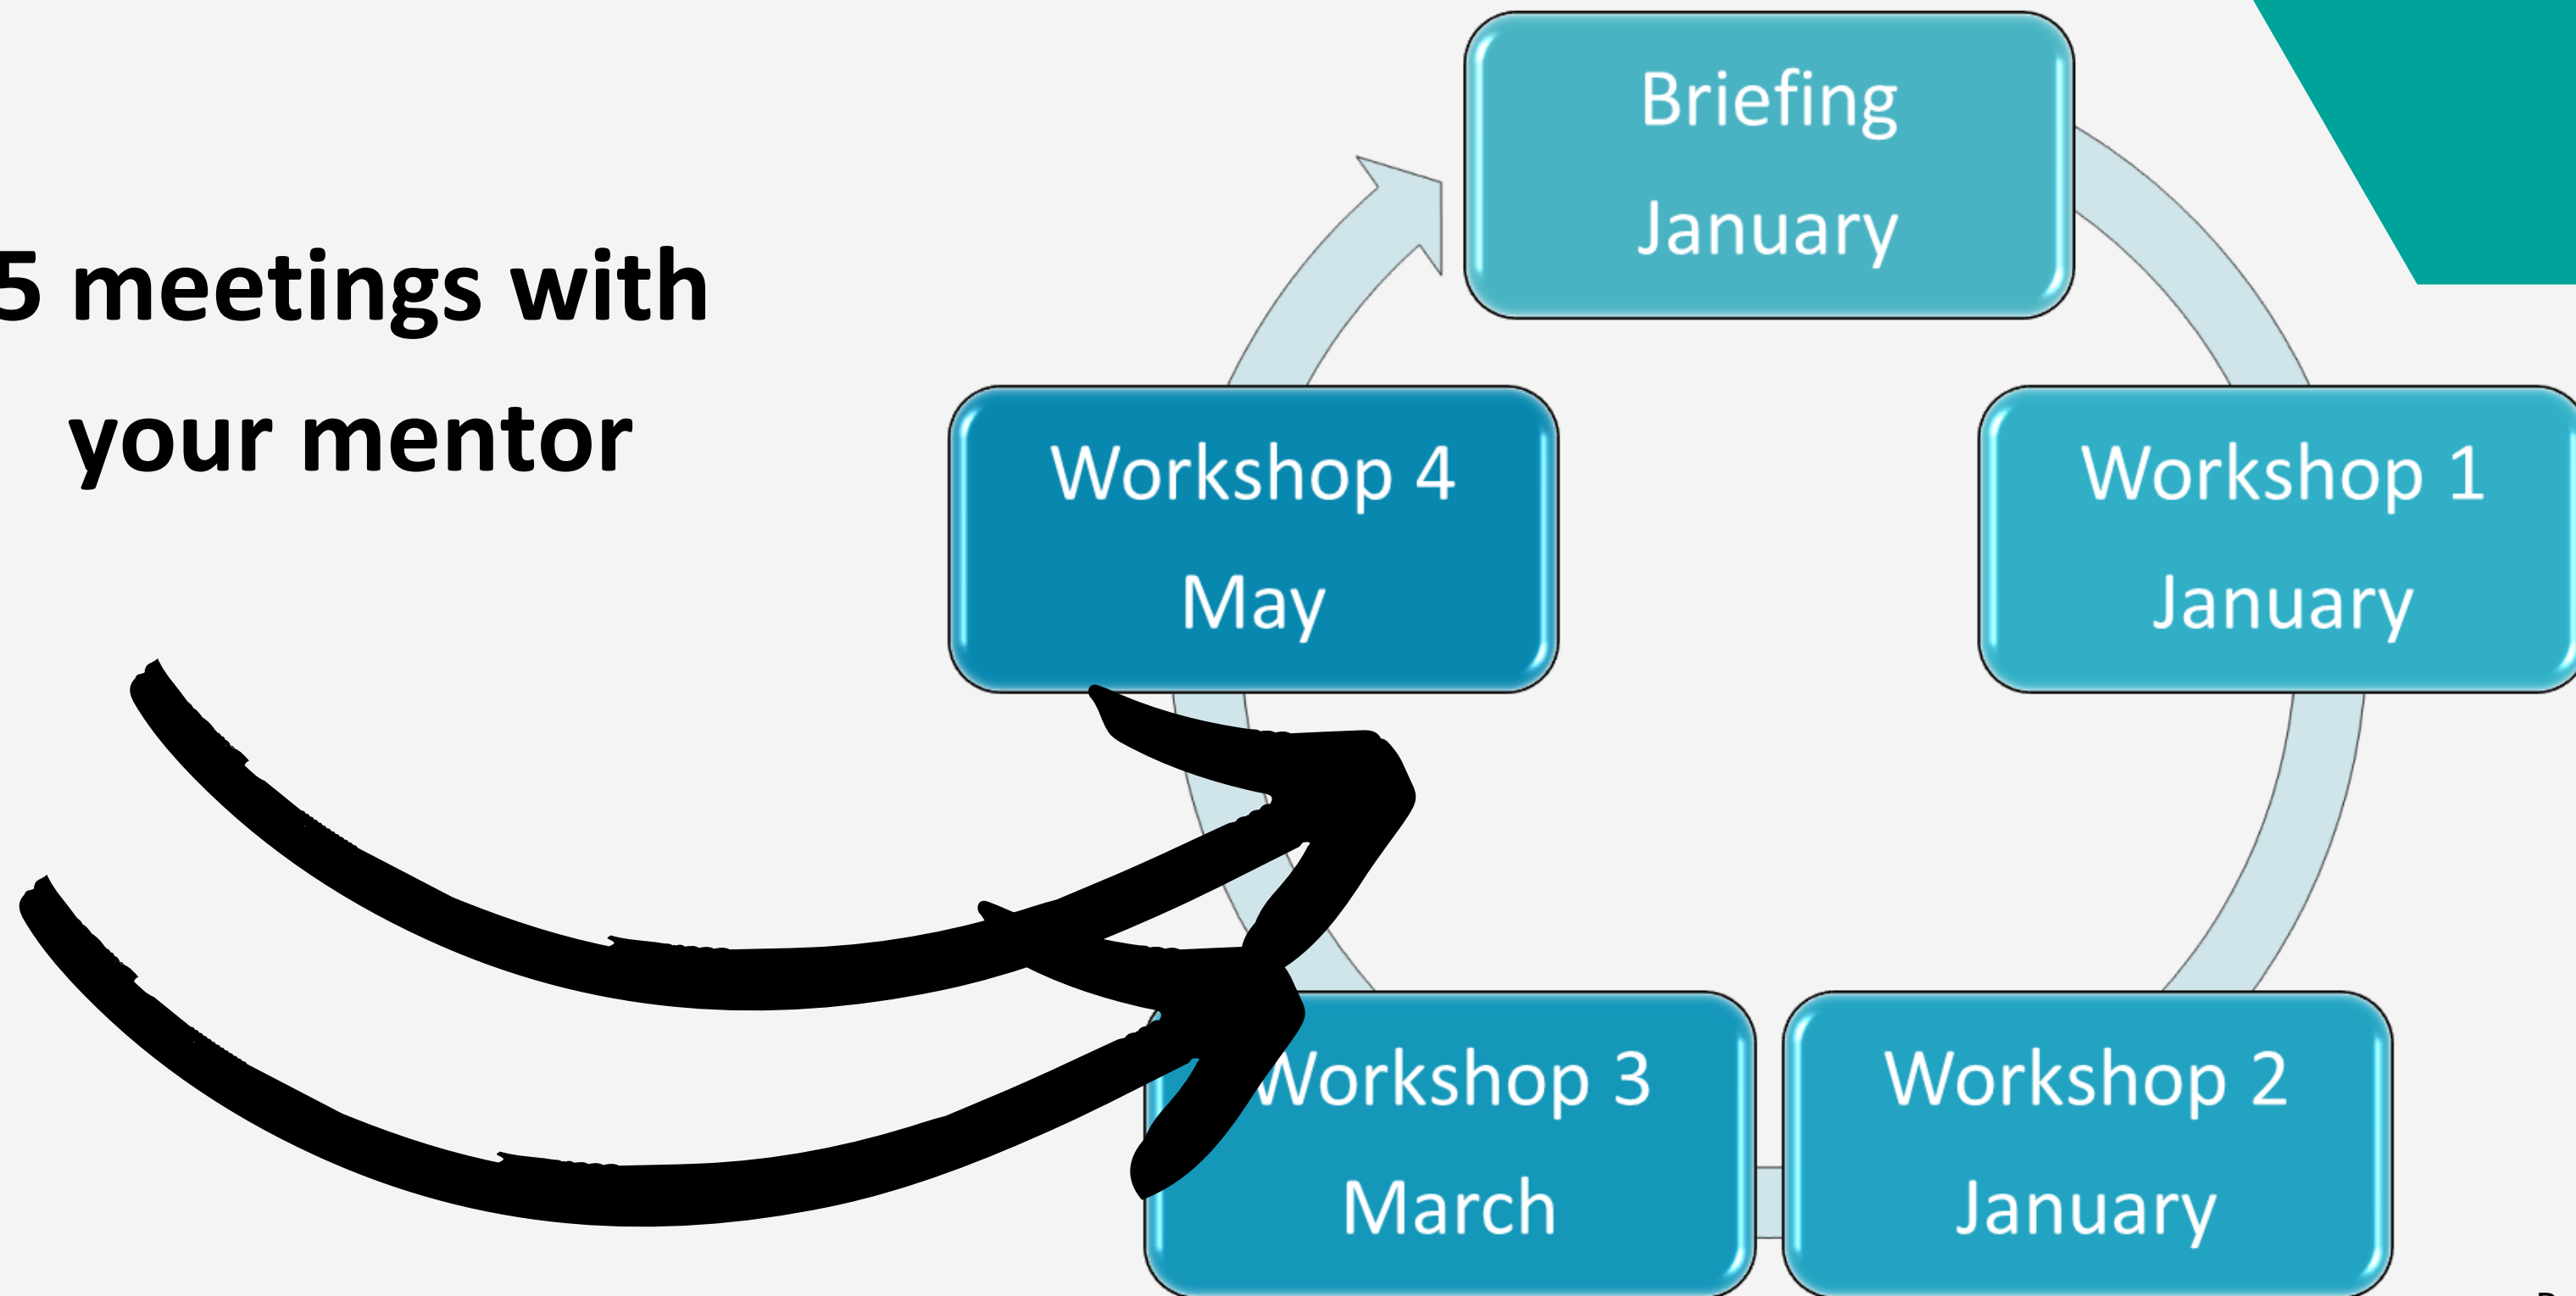 5 meetings with
your mentor
Briefing
January
Workshop 1
January
Workshop 2
January
Workshop 3
March
Workshop 4
May